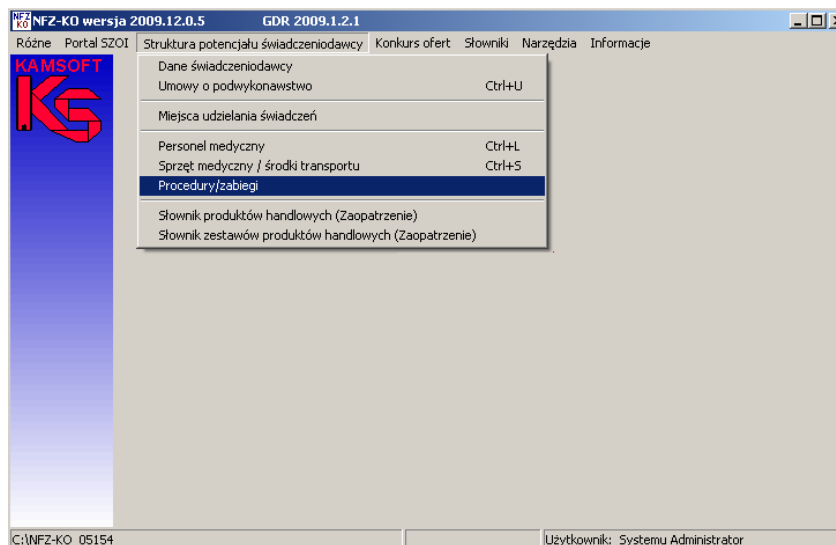 NFZ KO NFZ-KO wersja 2009.12.0.5 GDR 2009.1.2.1
Różne Portal SZOI Struktura potencjału świadczeniodawcy Konkurs ofert Słowniki Narzędzia Informacje
KAMSOFT
KS
Dane świadczeniodawcy
Umowy o podwykonawstwo Ctrl+U
Miejsca udzielania świadczeń
Personel medyczny Ctrl+L
Sprzęt medyczny / środki transportu Ctrl+S
Procedury/zabiegi
Słownik produktów handlowych (Zaopatrzenie)
Słownik zestawów produktów handlowych (Zaopatrzenie)
C:\NFZ-KO_05154 Użytkownik: Systemu Administrator